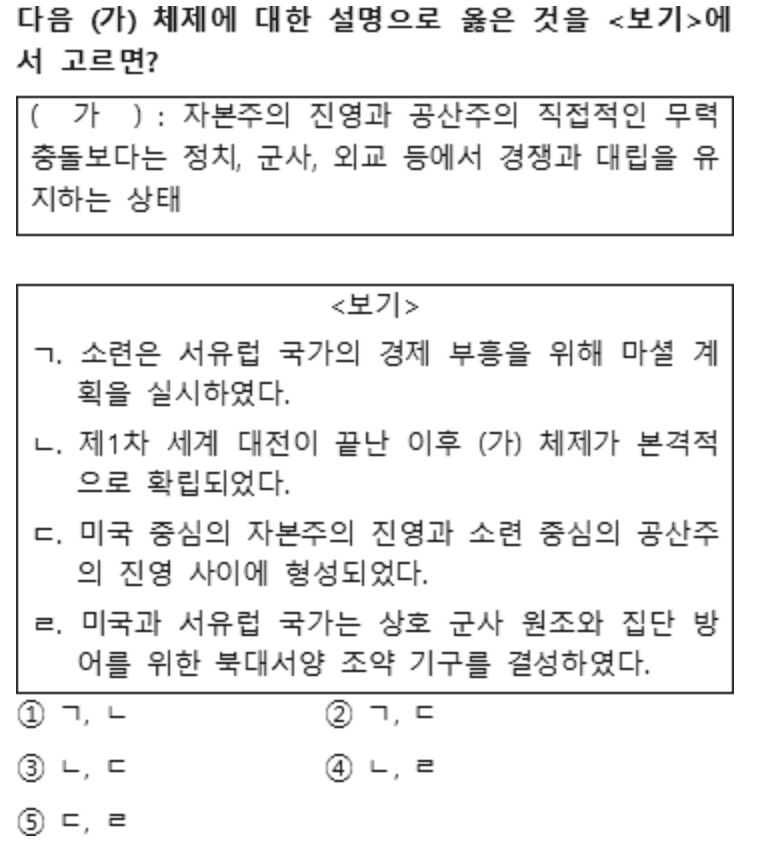 다음 (가) 체제에 대한 설명으로 옳은 것을 <보기>에
서 고르면?
( 가 ) : 자본주의 진영과 공산주의 직접적인 무력
충돌보다는 정치, 군사, 외교 등에서 경쟁과 대립을 유
지하는 상태
<보기>
ㄱ. 소련은 서유럽 국가의 경제 부흥을 위해 마셜 계
획을 실시하였다.
ㄴ. 제1차 세계 대전이 끝난 이후 (가) 체제가 본격적
으로 확립되었다.
ㄷ. 미국 중심의 자본주의 진영과 소련 중심의 공산주
의 진영 사이에 형성되었다.
ㄹ. 미국과 서유럽 국가는 상호 군사 원조와 집단 방
어를 위한 북대서양 조약 기구를 결성하였다.
① ㄱ, ㄴ ② ㄱ, ㄷ
③ ㄴ, ㄷ ④ ㄴ, ㄹ
⑤ ㄷ, ㄹ